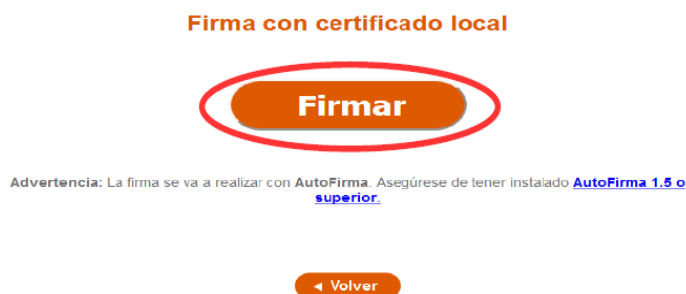 Firma con certificado local
Firmar
Advertencia: La firma se va a realizar con AutoFirma. Asegúrese de tener instalado AutoFirma 1.5 o
superior.
◄ Volver